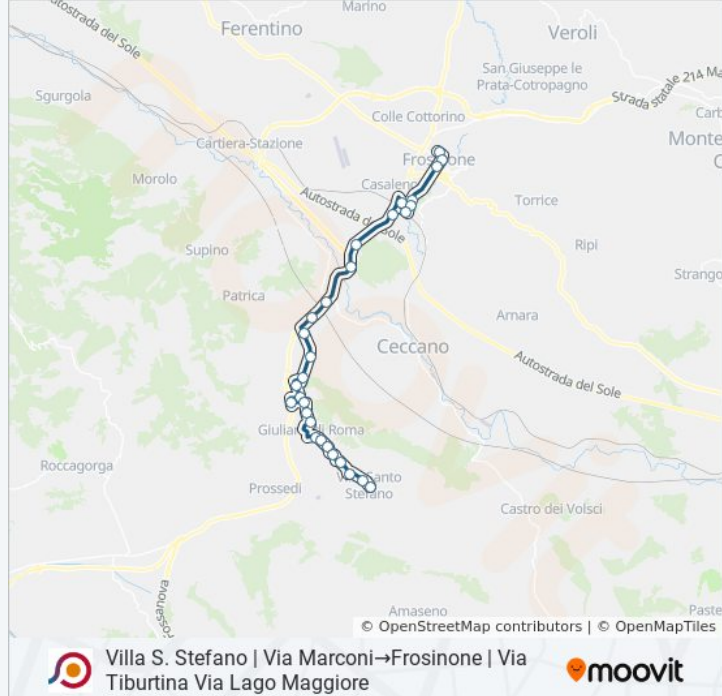 Autostrada del Sole
Marino
Ferentino
Veroli
San Giuseppe le
Prata-Cotropagno
Strada statale 214 Ma
Sgurgola
Colle Cottorino
Carb
Cartiera-Stazione
Monte
Frosinone
C
Morolo
Casaleno
Autostrada del Sole
Torrice
Supino
Ripi
Patrica
Strango
Arnara
Ceccano
Autostrada del Sole
Giuliano di Roma
Roccagorga
Prossedi
Villa Santo
Stefano
Castro dei Volsci
Amaseno
Paste
© OpenStreetMap contributors | © OpenMapTiles
Villa S. Stefano | Via Marconi→Frosinone | Via
Tiburtina Via Lago Maggiore
moovit